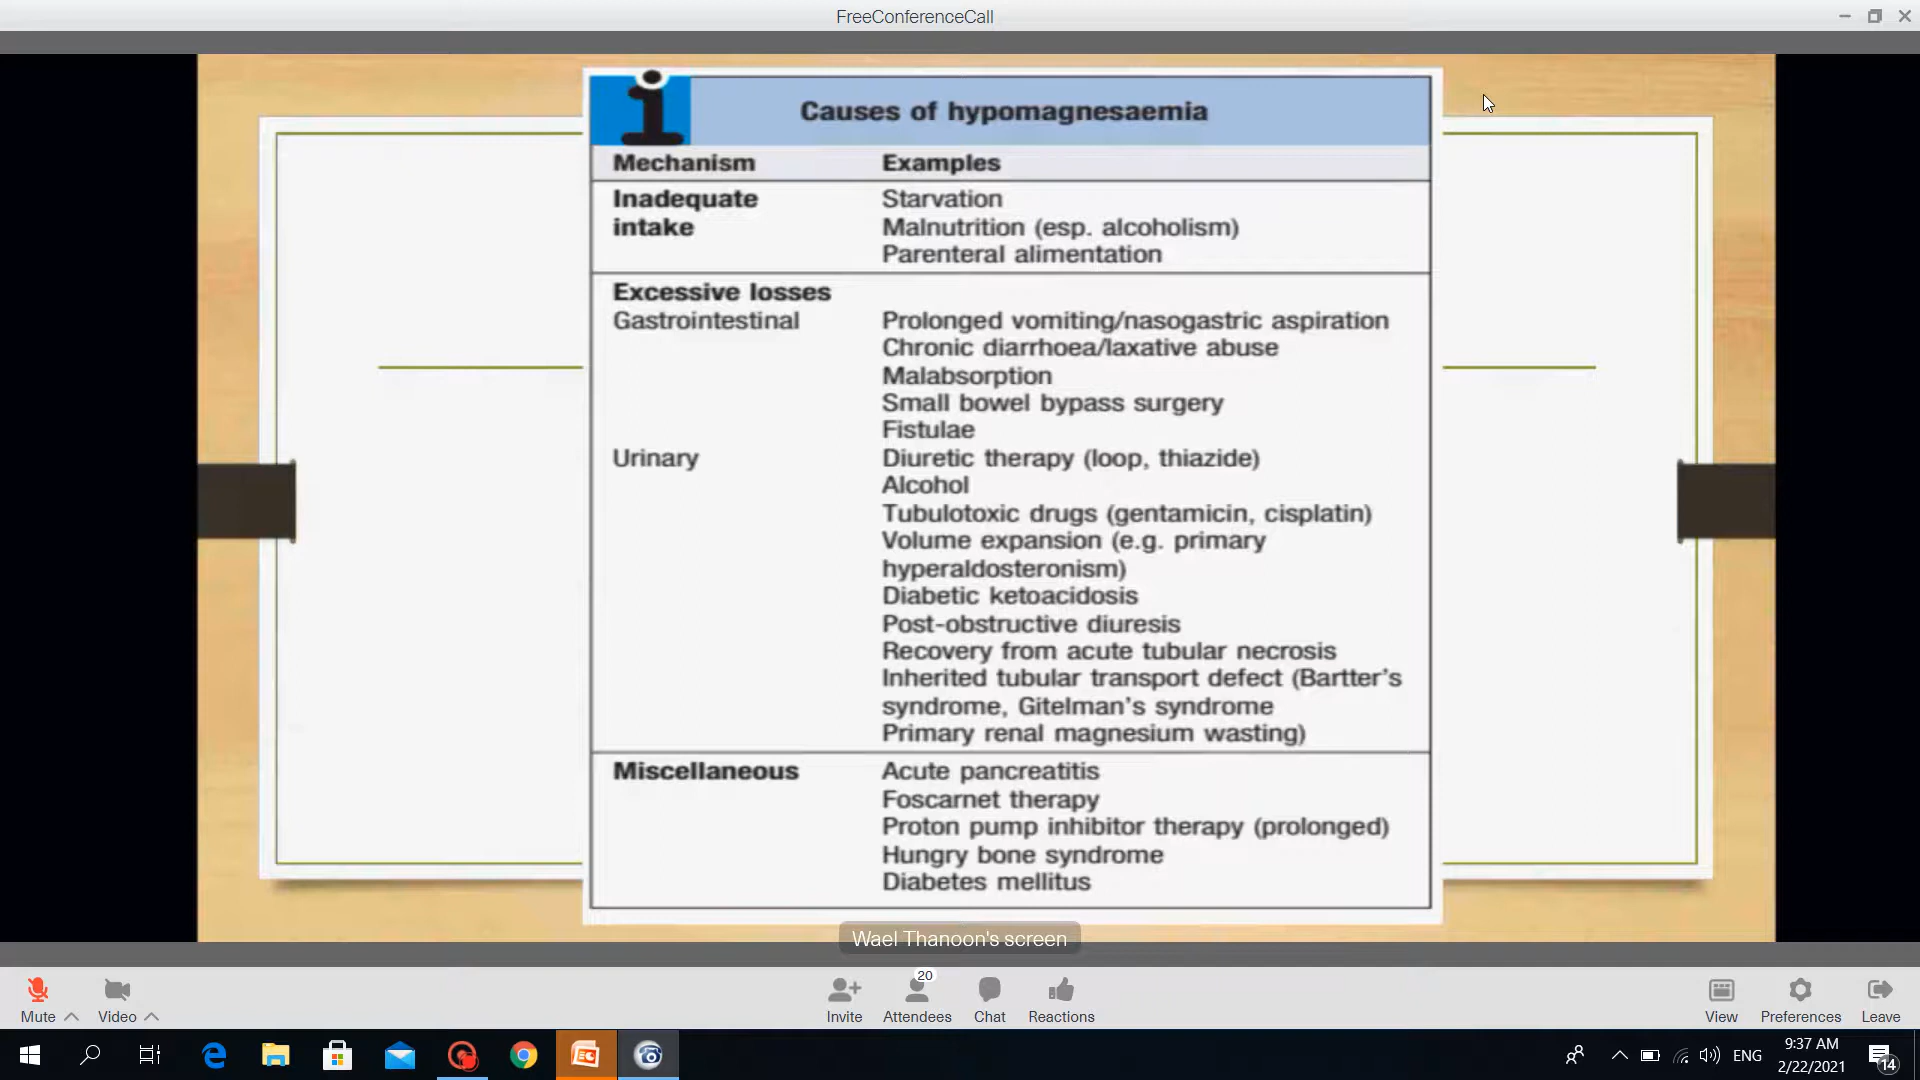 FreeConferenceCall
i
Causes of hypomagnesaemia
Mechanism Examples
Inadequate Starvation
intake Malnutrition (esp. alcoholism)
Parenteral alimentation
Excessive losses
Gastrointestinal Prolonged vomiting/nasogastric aspiration
Chronic diarrhoea/laxative abuse
Malabsorption
Small bowel bypass surgery
Fistulae
Urinary Diuretic therapy (loop, thiazide)
Alcohol
Tubulotoxic drugs (gentamicin, cisplatin)
Volume expansion (e.g. primary
hyperaldosteronism)
Diabetic ketoacidosis
Post-obstructive diuresis
Recovery from acute tubular necrosis
Inherited tubular transport defect (Bartter's
syndrome, Gitelman's syndrome
Primary renal magnesium wasting)
Miscellaneous Acute pancreatitis
Foscarnet therapy
Proton pump inhibitor therapy (prolonged)
Hungry bone syndrome
Diabetes mellitus
Wael Thanoon's screen
20
Mute Video Invite Attendees Chat Reactions View Preferences Leave
ENG
9:37 AM
2/22/2021
14